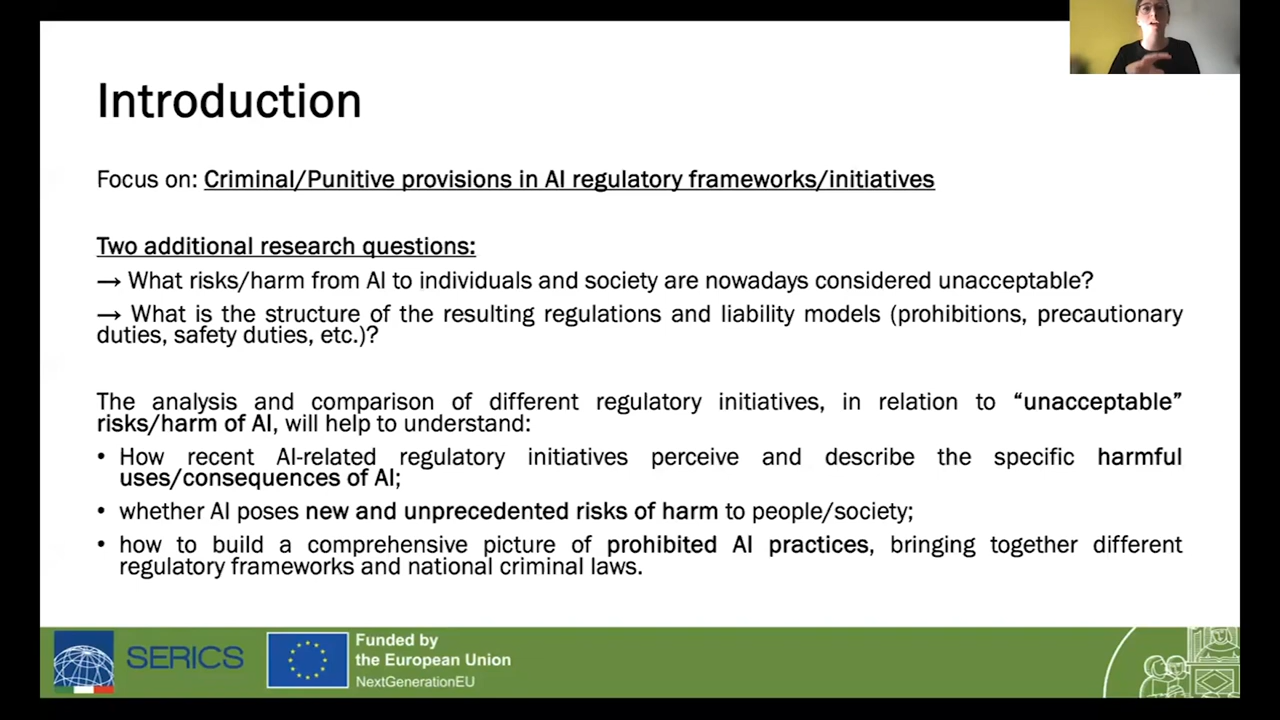 Introduction
Focus on: Criminal/Punitive provisions in AI regulatory frameworks/initiatives
Two additional research questions:
→ What risks/harm from AI to individuals and society are nowadays considered unacceptable?
→ What is the structure of the resulting regulations and liability models (prohibitions, precautionary
duties, safety duties, etc.)?
The analysis and comparison of different regulatory initiatives, in relation to “unacceptable”
risks/harm of AI, will help to understand:
• How recent AI-related regulatory initiatives perceive and describe the specific harmful
uses/consequences of AI;
• whether AI poses new and unprecedented risks of harm to people/society;
• how to build a comprehensive picture of prohibited AI practices, bringing together different
regulatory frameworks and national criminal laws.
SERICS
Funded by
the European Union
NextGenerationEU